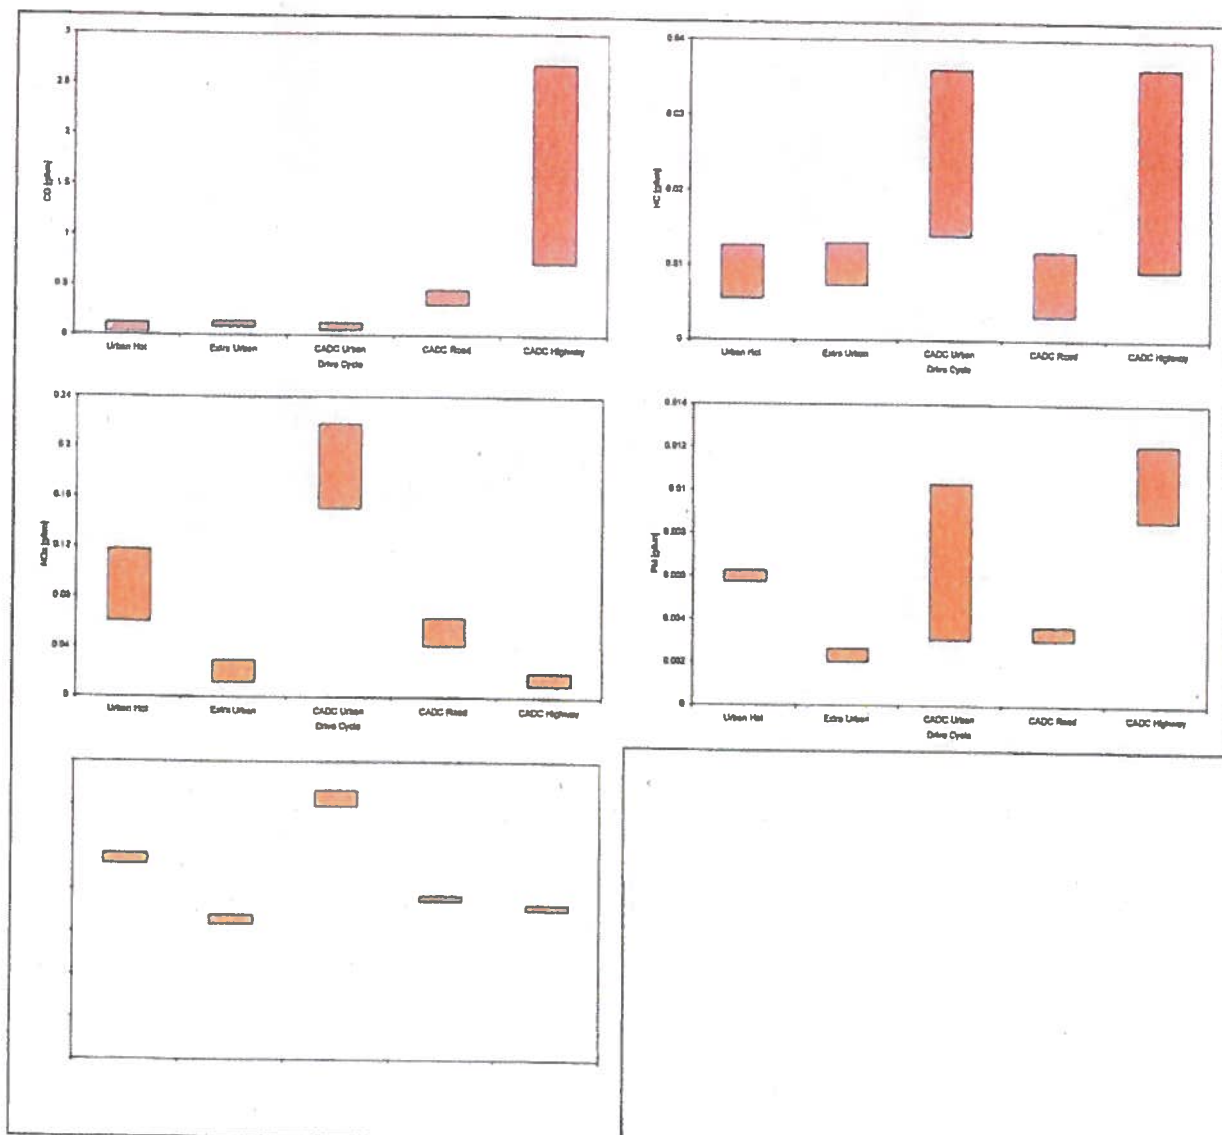 3
2.5
2
1.5
1
0.5
0
CO [g/km]
Urban Hot Extra Urban CADC Urban CADC Road CADC Highway
Drive Cycle
0.04
0.03
0.02
0.01
0
HC [g/km]
Urban Hot Extra Urban CADC Urban CADC Road CADC Highway
Drive Cycle
0.24
0.2
0.16
0.12
0.08
0.04
0
NOx [g/km]
Urban Hot Extra Urban CADC Urban CADC Road CADC Highway
Drive Cycle
0.014
0.012
0.01
0.008
0.006
0.004
0.002
0
PM [g/km]
Urban Hot Extra Urban CADC Urban CADC Road CADC Highway
Drive Cycle